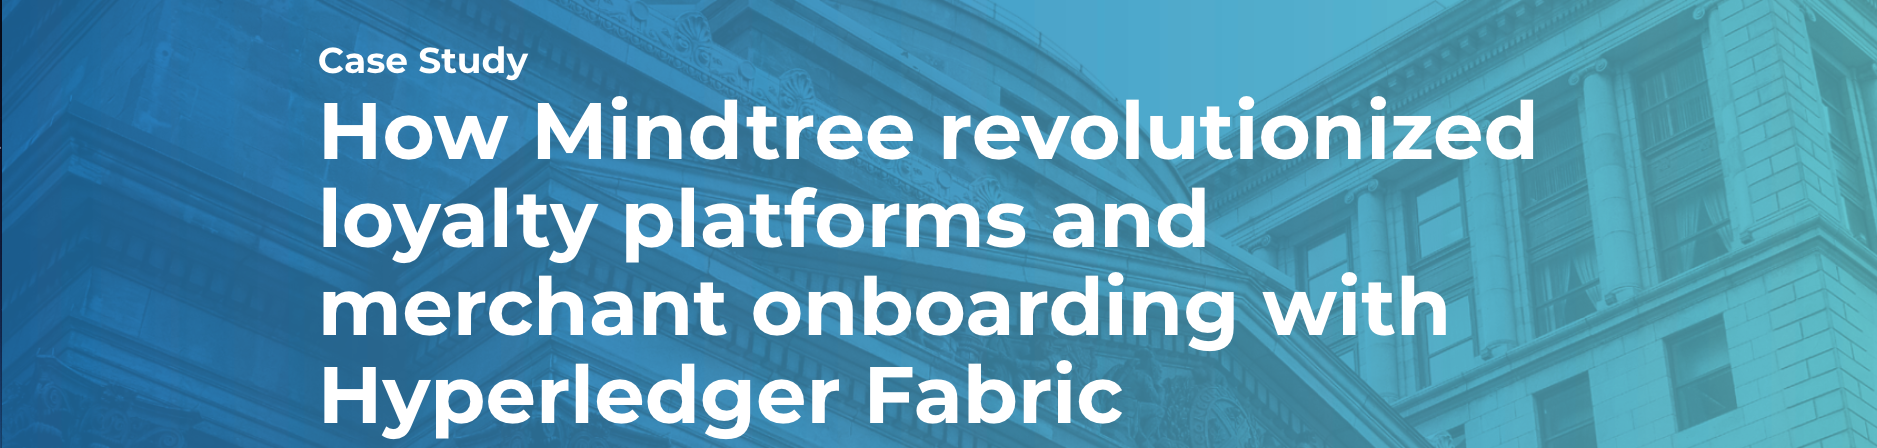 Case Study
How Mindtree revolutionized
loyalty platforms and
merchant onboarding with
Hyperledger Fabric